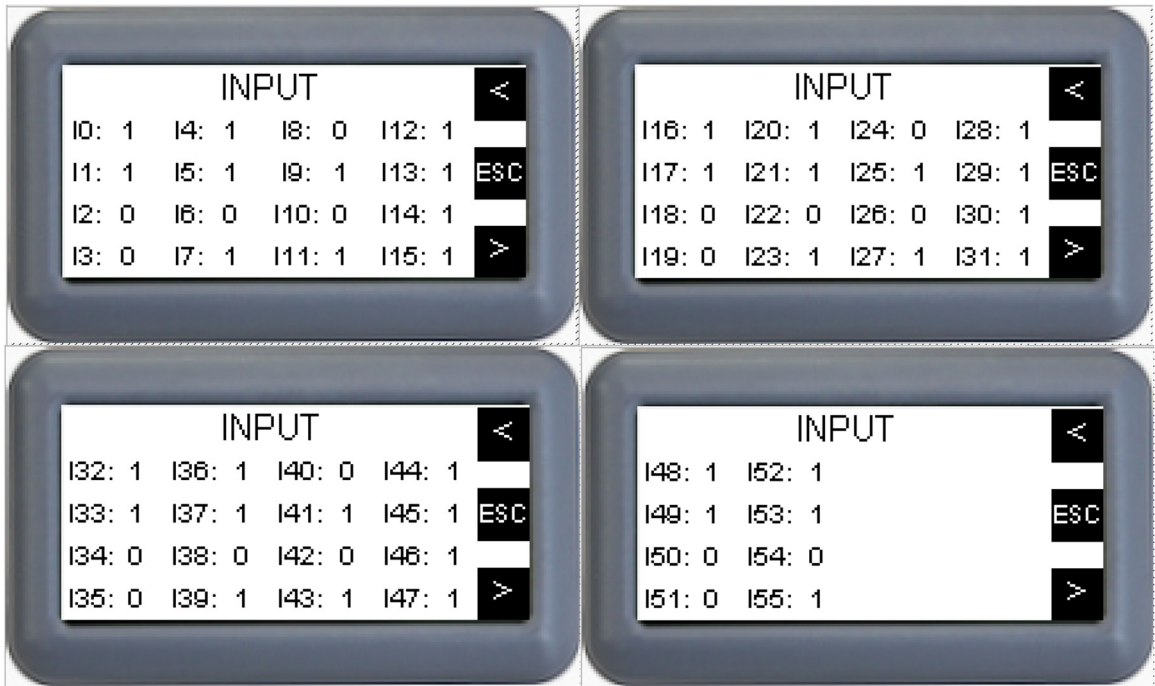 INPUT <
I0: 1 I4: 1 I8: 0 I12: 1
I1: 1 I5: 1 I9: 1 I13: 1 ESC
I2: 0 I6: 0 I10: 0 I14: 1
I3: 0 I7: 1 I11: 1 I15: 1 >
INPUT <
I16: 1 I20: 1 I24: 0 I28: 1
I17: 1 I21: 1 I25: 1 I29: 1 ESC
I18: 0 I22: 0 I26: 0 I30: 1
I19: 0 I23: 1 I27: 1 I31: 1 >
INPUT <
I32: 1 I36: 1 I40: 0 I44: 1
I33: 1 I37: 1 I41: 1 I45: 1 ESC
I34: 0 I38: 0 I42: 0 I46: 1
I35: 0 I39: 1 I43: 1 I47: 1 >
INPUT <
I48: 1 I52: 1
I49: 1 I53: 1 ESC
I50: 0 I54: 0
I51: 0 I55: 1 >